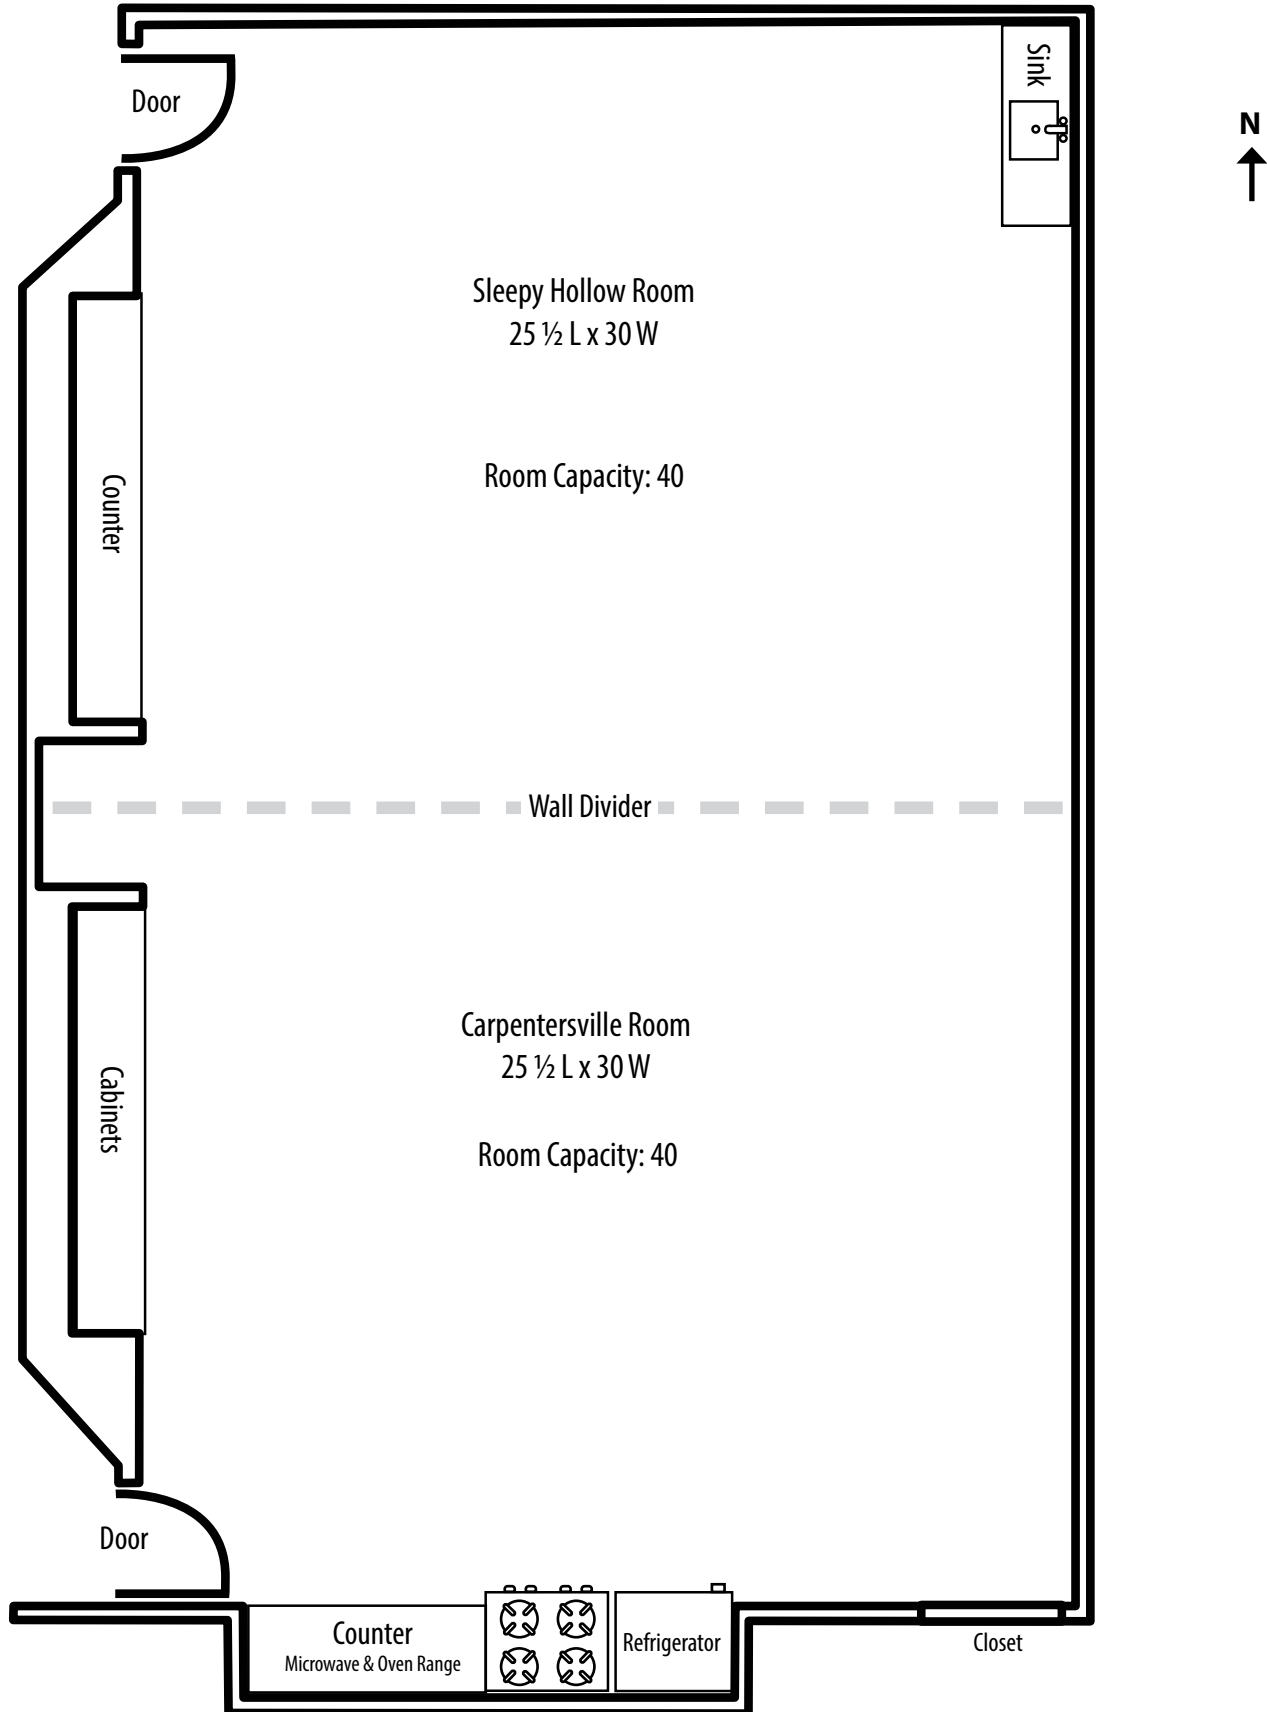 Door
Sink
N
Sleepy Hollow Room
25 ½ L x 30 W
Room Capacity: 40
Counter
Wall Divider
Carpentersville Room
25 ½ L x 30 W
Room Capacity: 40
Cabinets
Door
Counter
Microwave & Oven Range
Refrigerator
Closet